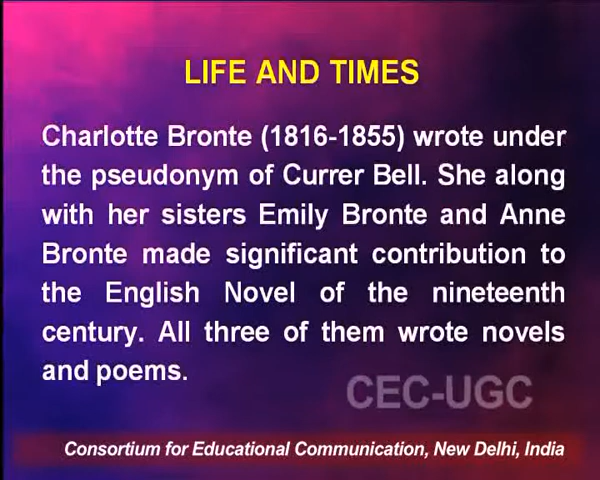 LIFE AND TIMES
Charlotte Bronte (1816-1855) wrote under
the pseudonym of Currer Bell. She along
with her sisters Emily Bronte and Anne
Bronte made significant contribution to
the English Novel of the nineteenth
century. All three of them wrote novels
and poems.
CEC-UGC
Consortium for Educational Communication, New Delhi, India